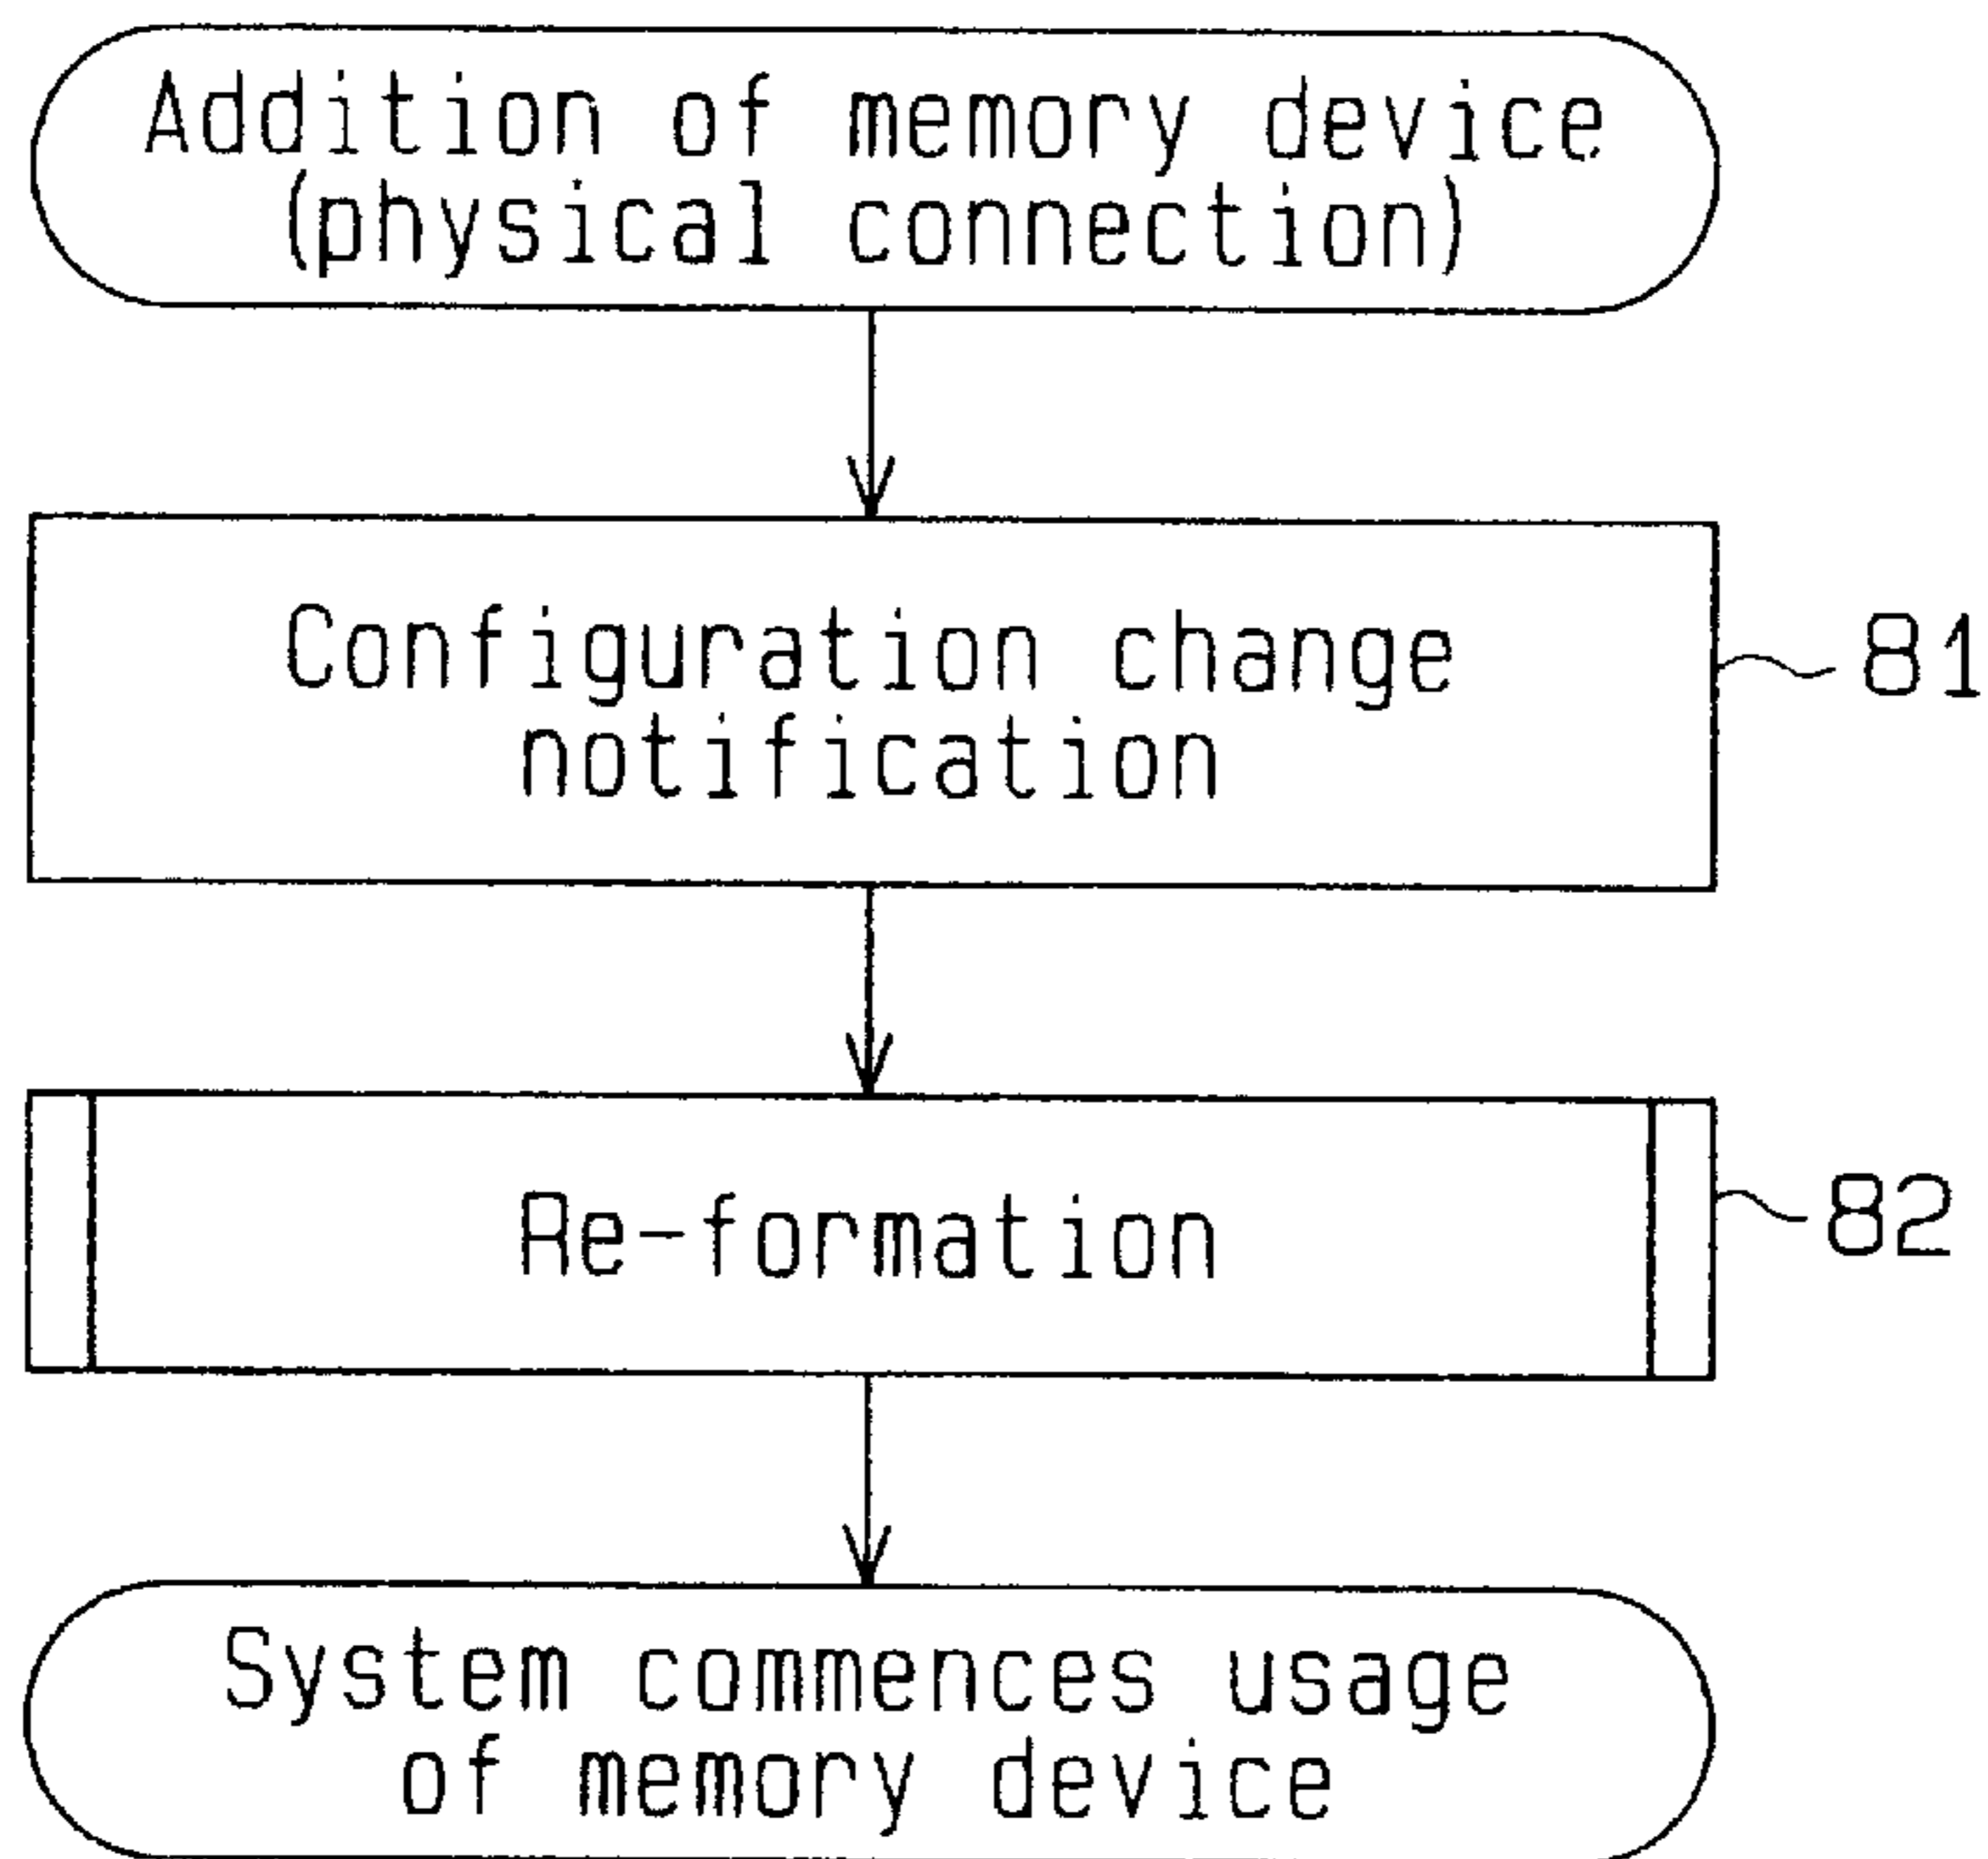 Addition of memory device
(physical connection)
Configuration change
notification
81
Re-formation
82
System commences usage
of memory device